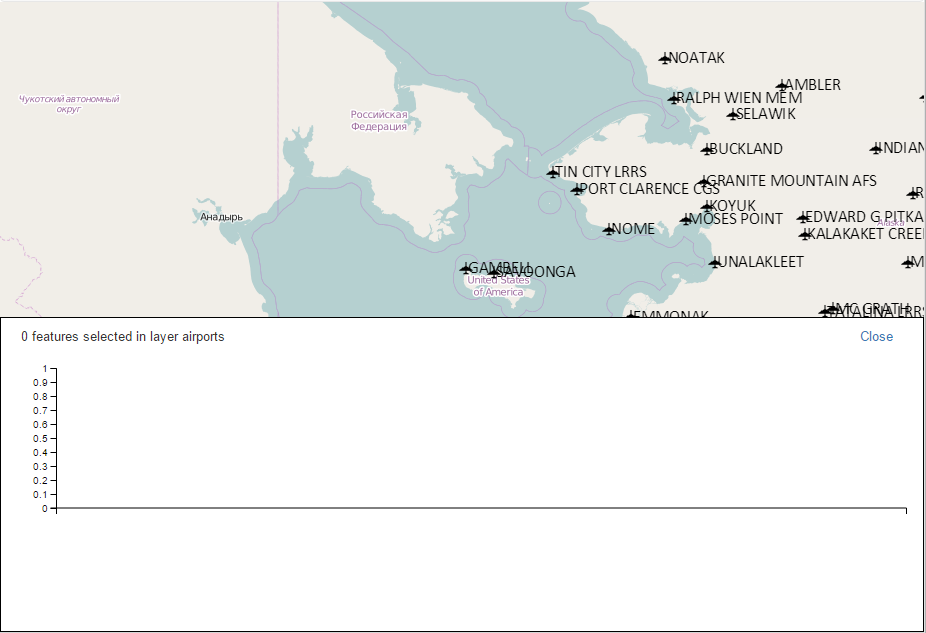 NOATAK
AMBLER
RALPH WIEN MEM
SELAWIK
Чукотский автономный
округ
Российская
Федерация
BUCKLAND
INDIAN
TIN CITY LRRS
GRANITE MOUNTAIN AFS
PORT CLARENCE CGS
KOYUK
Анадырь
MOSES POINT
EDWARD G PITKA
Alaska
NOME
KALAKAKET CREE
UNALAKLEET
GAMBELL
SAVOONGA
United States
of America
MC GRATH
TATALINA LRRS
EMMONAK
0 features selected in layer airports
Close
1
0.9
0.8
0.7
0.6
0.5
0.4
0.3
0.2
0.1
0